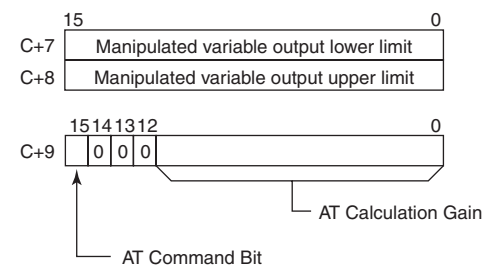 15 0
C+7 Manipulated variable output lower limit
C+8 Manipulated variable output upper limit
15 14 13 12 0
C+9 0 0 0
AT Calculation Gain
AT Command Bit